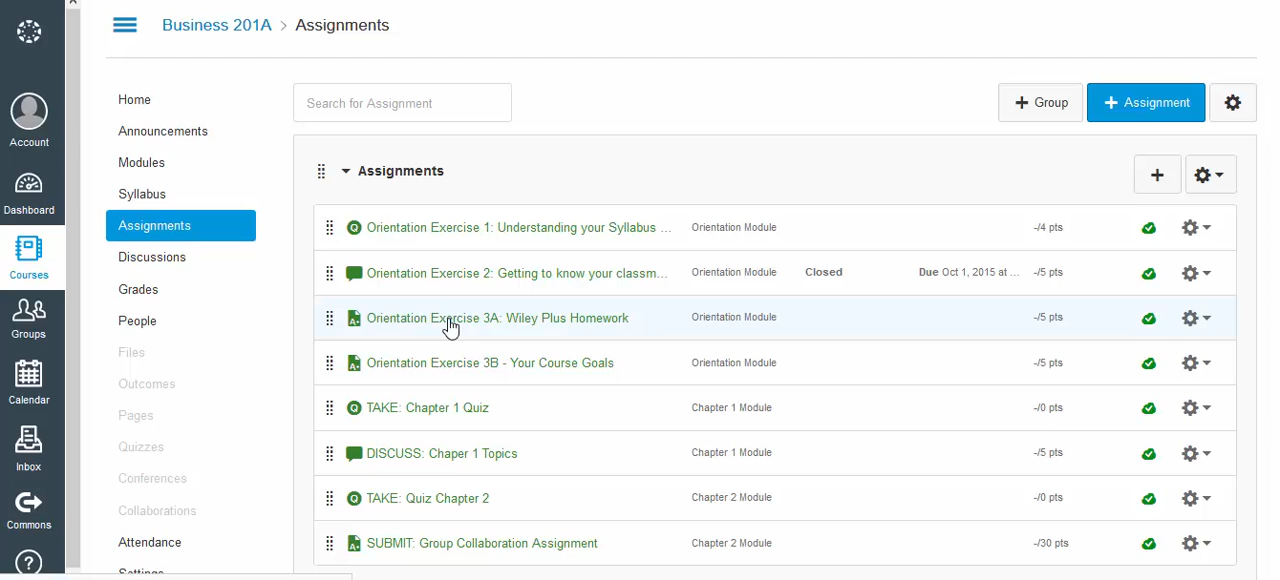 Business 201A > Assignments
Account
Dashboard
Courses
Groups
Calendar
Inbox
Commons
Home
Announcements
Modules
Syllabus
Assignments
Discussions
Grades
People
Files
Outcomes
Pages
Quizzes
Conferences
Collaborations
Attendance
Settings
Search for Assignment
+ Group
+ Assignment
Assignments
Orientation Exercise 1: Understanding your Syllabus ... Orientation Module -/4 pts
Orientation Exercise 2: Getting to know your classm... Orientation Module Closed Due Oct 1, 2015 at ... -/5 pts
Orientation Exercise 3A: Wiley Plus Homework Orientation Module -/5 pts
Orientation Exercise 3B - Your Course Goals Orientation Module -/5 pts
TAKE: Chapter 1 Quiz Chapter 1 Module -/0 pts
DISCUSS: Chaper 1 Topics Chapter 1 Module -/5 pts
TAKE: Quiz Chapter 2 Chapter 2 Module -/0 pts
SUBMIT: Group Collaboration Assignment Chapter 2 Module -/30 pts